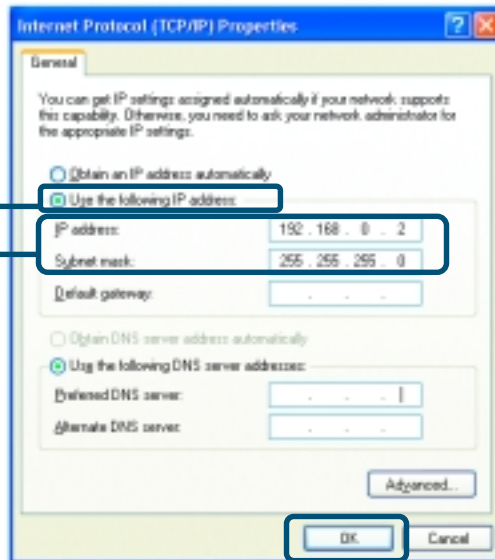 Internet Protocol (TCP/IP) Properties
General
You can get IP settings assigned automatically if your network supports
this capability. Otherwise, you need to ask your network administrator for
the appropriate IP settings.
Obtain an IP address automatically
Use the following IP address:
IP address: 192 . 168 . 0 . 2
Subnet mask: 255 . 255 . 255 . 0
Default gateway: . . .
Obtain DNS server address automatically
Use the following DNS server addresses:
Preferred DNS server: . . .
Alternate DNS server: . . .
Advanced...
OK Cancel